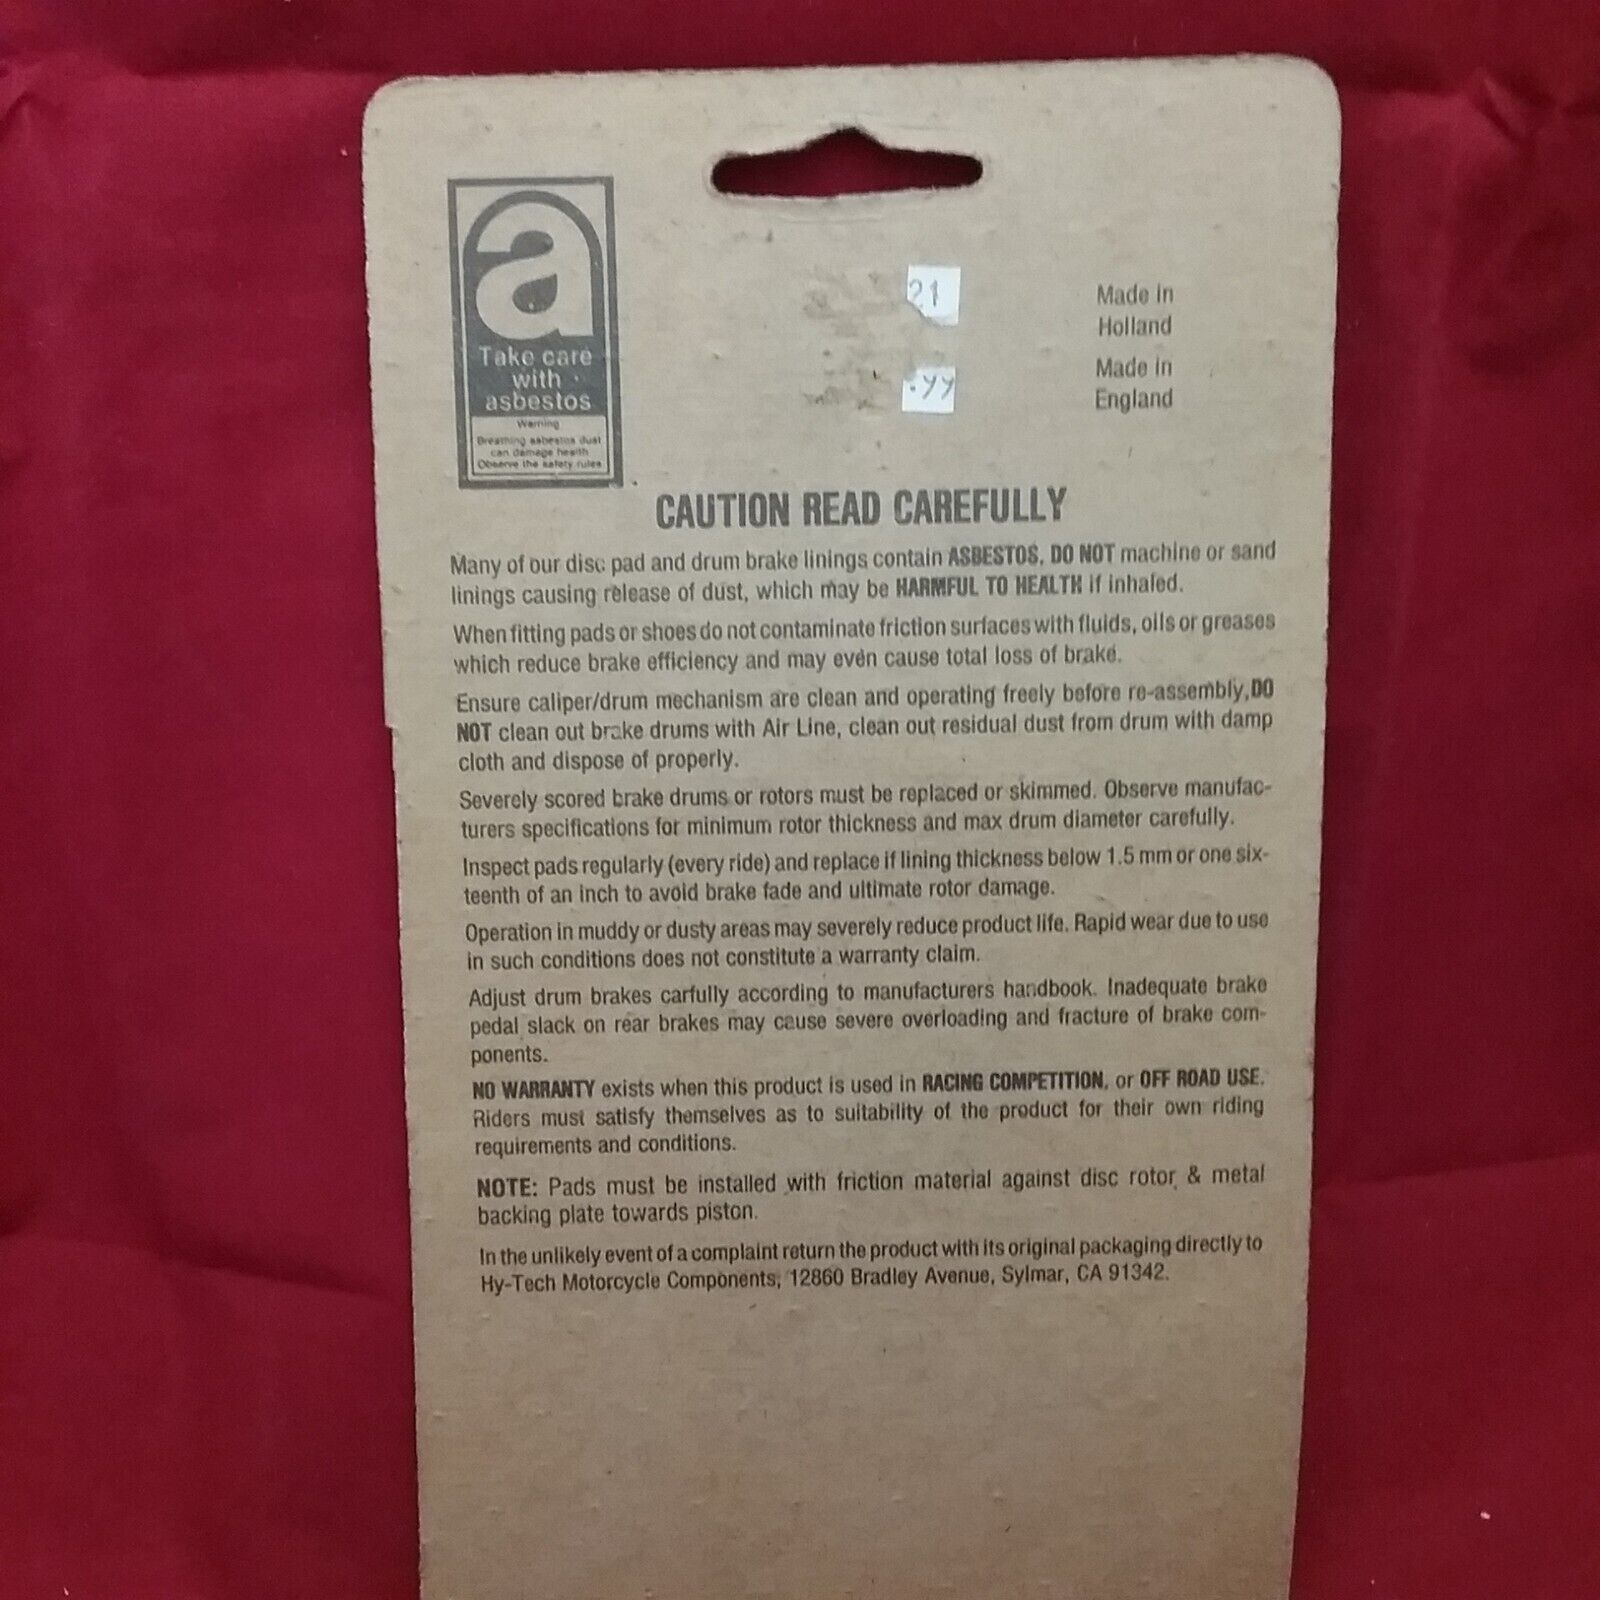 a
Take care
with
asbestos
Warning
Breathing asbestos dust
can damage health
Observe the safety rules
21
.99
Made in
Holland
Made in
England
CAUTION READ CAREFULLY
Many of our disc pad and drum brake linings contain ASBESTOS. DO NOT machine or sand
linings causing release of dust, which may be HARMFUL TO HEALTH if inhaled.
When fitting pads or shoes do not contaminate friction surfaces with fluids, oils or greases
which reduce brake efficiency and may even cause total loss of brake.
Ensure caliper/drum mechanism are clean and operating freely before re-assembly, DO
NOT clean out brake drums with Air Line, clean out residual dust from drum with damp
cloth and dispose of properly.
Severely scored brake drums or rotors must be replaced or skimmed. Observe manufac-
turers specifications for minimum rotor thickness and max drum diameter carefully.
Inspect pads regularly (every ride) and replace if lining thickness below 1.5 mm or one six-
teenth of an inch to avoid brake fade and ultimate rotor damage.
Operation in muddy or dusty areas may severely reduce product life. Rapid wear due to use
in such conditions does not constitute a warranty claim.
Adjust drum brakes carfully according to manufacturers handbook. Inadequate brake
pedal slack on rear brakes may cause severe overloading and fracture of brake com-
ponents.
NO WARRANTY exists when this product is used in RACING COMPETITION, or OFF ROAD USE.
Riders must satisfy themselves as to suitability of the product for their own riding
requirements and conditions.
NOTE: Pads must be installed with friction material against disc rotor & metal
backing plate towards piston.
In the unlikely event of a complaint return the product with its original packaging directly to
Hy-Tech Motorcycle Components, 12860 Bradley Avenue, Sylmar, CA 91342.